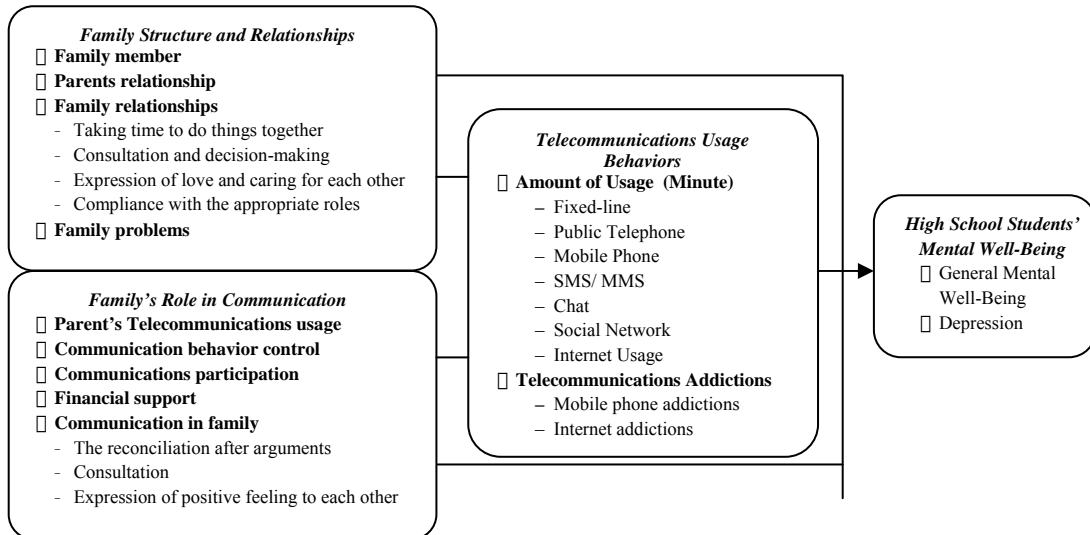 Family Structure and Relationships
Family member
Parents relationship
Family relationships
- Taking time to do things together
- Consultation and decision-making
- Expression of love and caring for each other
- Compliance with the appropriate roles
Family problems
Family's Role in Communication
Parent's Telecommunications usage
Communication behavior control
Communications participation
Financial support
Communication in family
- The reconciliation after arguments
- Consultation
- Expression of positive feeling to each other
Telecommunications Usage
Behaviors
Amount of Usage (Minute)
– Fixed-line
– Public Telephone
– Mobile Phone
– SMS/ MMS
– Chat
– Social Network
– Internet Usage
Telecommunications Addictions
– Mobile phone addictions
– Internet addictions
High School Students'
Mental Well-Being
General Mental
Well-Being
Depression